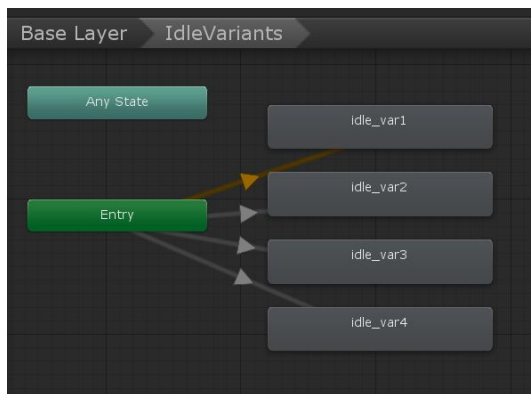 Base Layer
IdleVariants
Any State
idle_var1
idle_var2
Entry
idle_var3
idle_var4